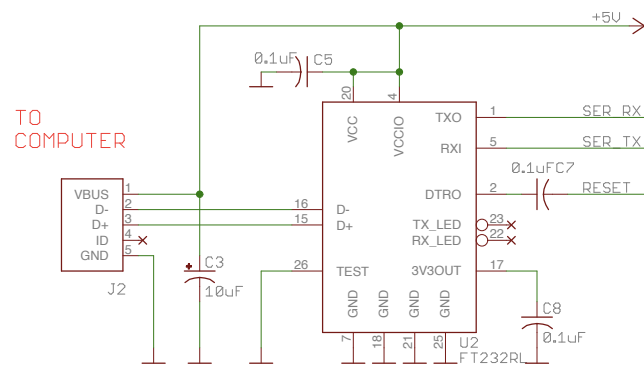 +5V
0.1uF C5
20
4
TO
COMPUTER
VCC
VCCIO
TXO 1 SER_RX
RXI 5 SER_TX
0.1uF C7
DTRO 2 RESET
VBUS 1
D- 2 16 D-
D+ 3 15 D+
TX_LED 23
RX_LED 22
ID 4
GND 5
C3
26 TEST 3V3OUT 17
J2
10uF
GND GND GND GND
C8
0.1uF
7 18 21 25
U2
FT232RL